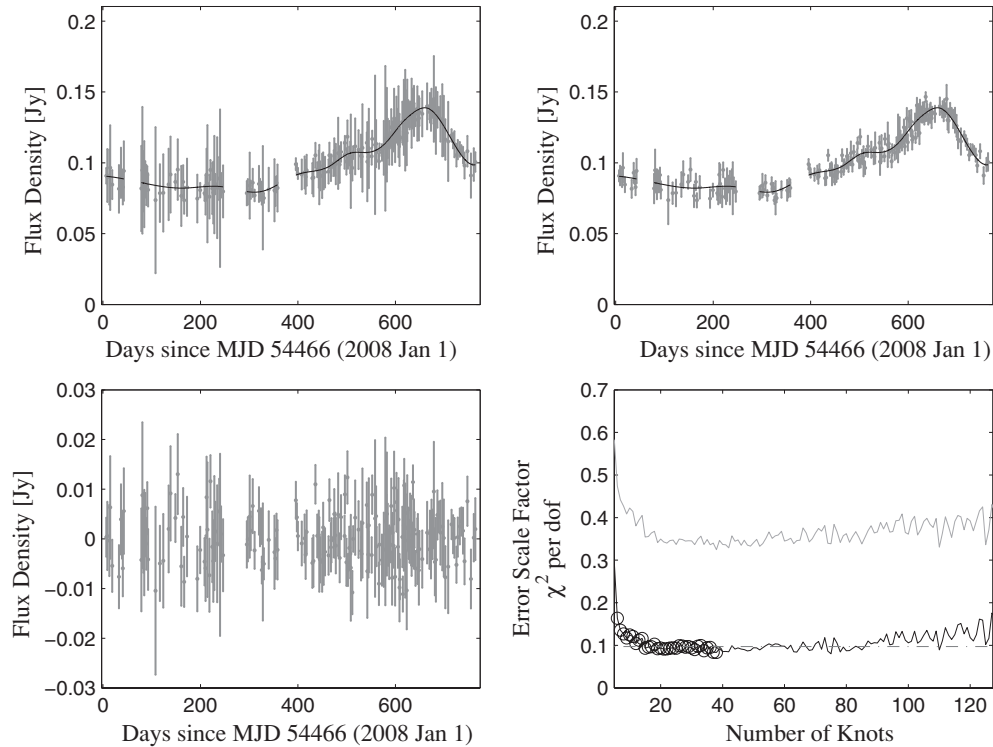 0.2
0.15
0.1
0.05
0
Flux Density [Jy]
0 200 400 600
Days since MJD 54466 (2008 Jan 1)
0.2
0.15
0.1
0.05
0
Flux Density [Jy]
0 200 400 600
Days since MJD 54466 (2008 Jan 1)
0.03
0.02
0.01
0
−0.01
−0.02
−0.03
Flux Density [Jy]
0 200 400 600
Days since MJD 54466 (2008 Jan 1)
0.7
0.6
0.5
0.4
0.3
0.2
0.1
0
Error Scale Factor
χ² per dof
20 40 60 80 100 120
Number of Knots